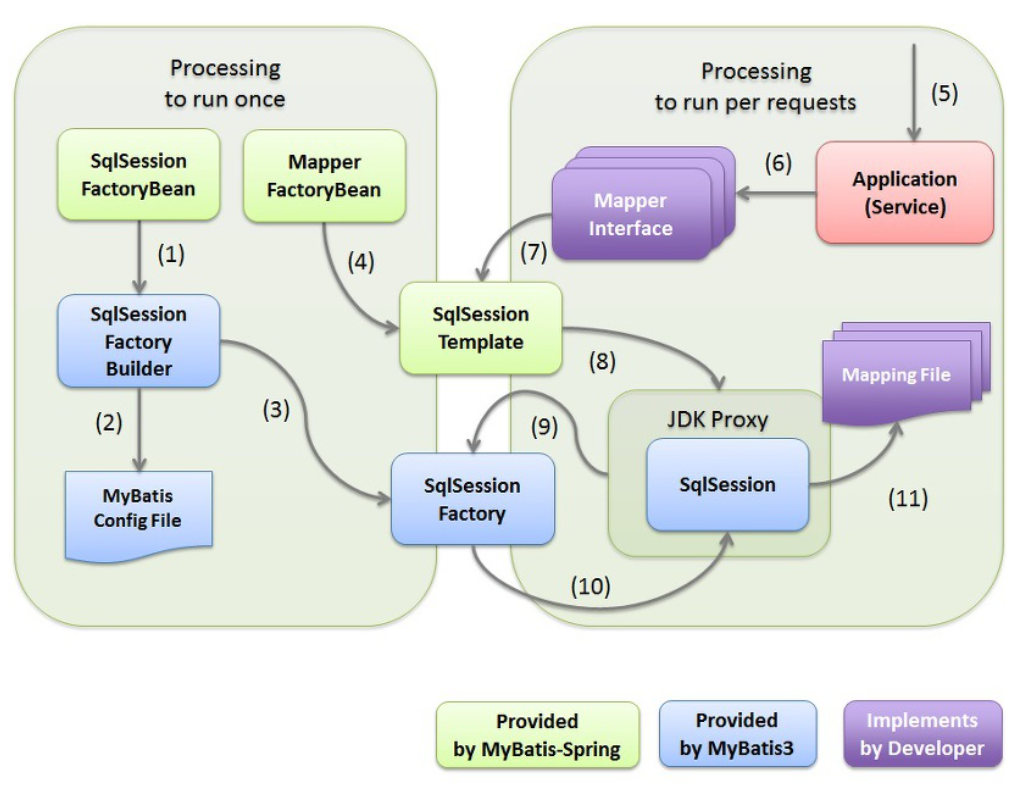 Processing
to run once
SqlSession
FactoryBean
Mapper
FactoryBean
(1)
(4)
SqlSession
Factory
Builder
(2)
(3)
MyBatis
Config File
Processing
to run per requests
(5)
(6)
Application
(Service)
Mapper
Interface
(7)
SqlSession
Template
(8)
Mapping File
JDK Proxy
(9)
SqlSession
Factory
SqlSession
(11)
(10)
Provided
by MyBatis-Spring
Provided
by MyBatis3
Implements
by Developer